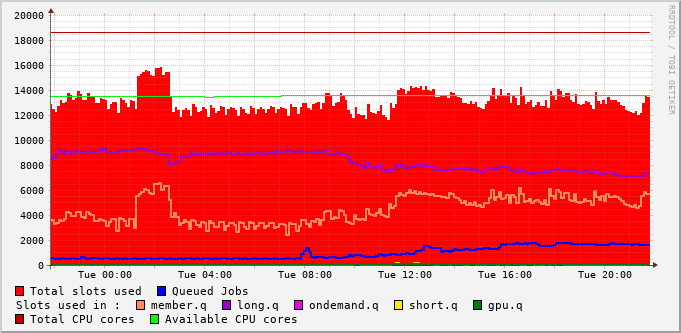 RRDTOOL / TOBI OETIKER
20000
18000
16000
14000
12000
10000
8000
6000
4000
2000
0
Tue 00:00 Tue 04:00 Tue 08:00 Tue 12:00 Tue 16:00 Tue 20:00
Total slots used Queued Jobs
Slots used in : member.q long.q ondemand.q short.q gpu.q
Total CPU cores Available CPU cores